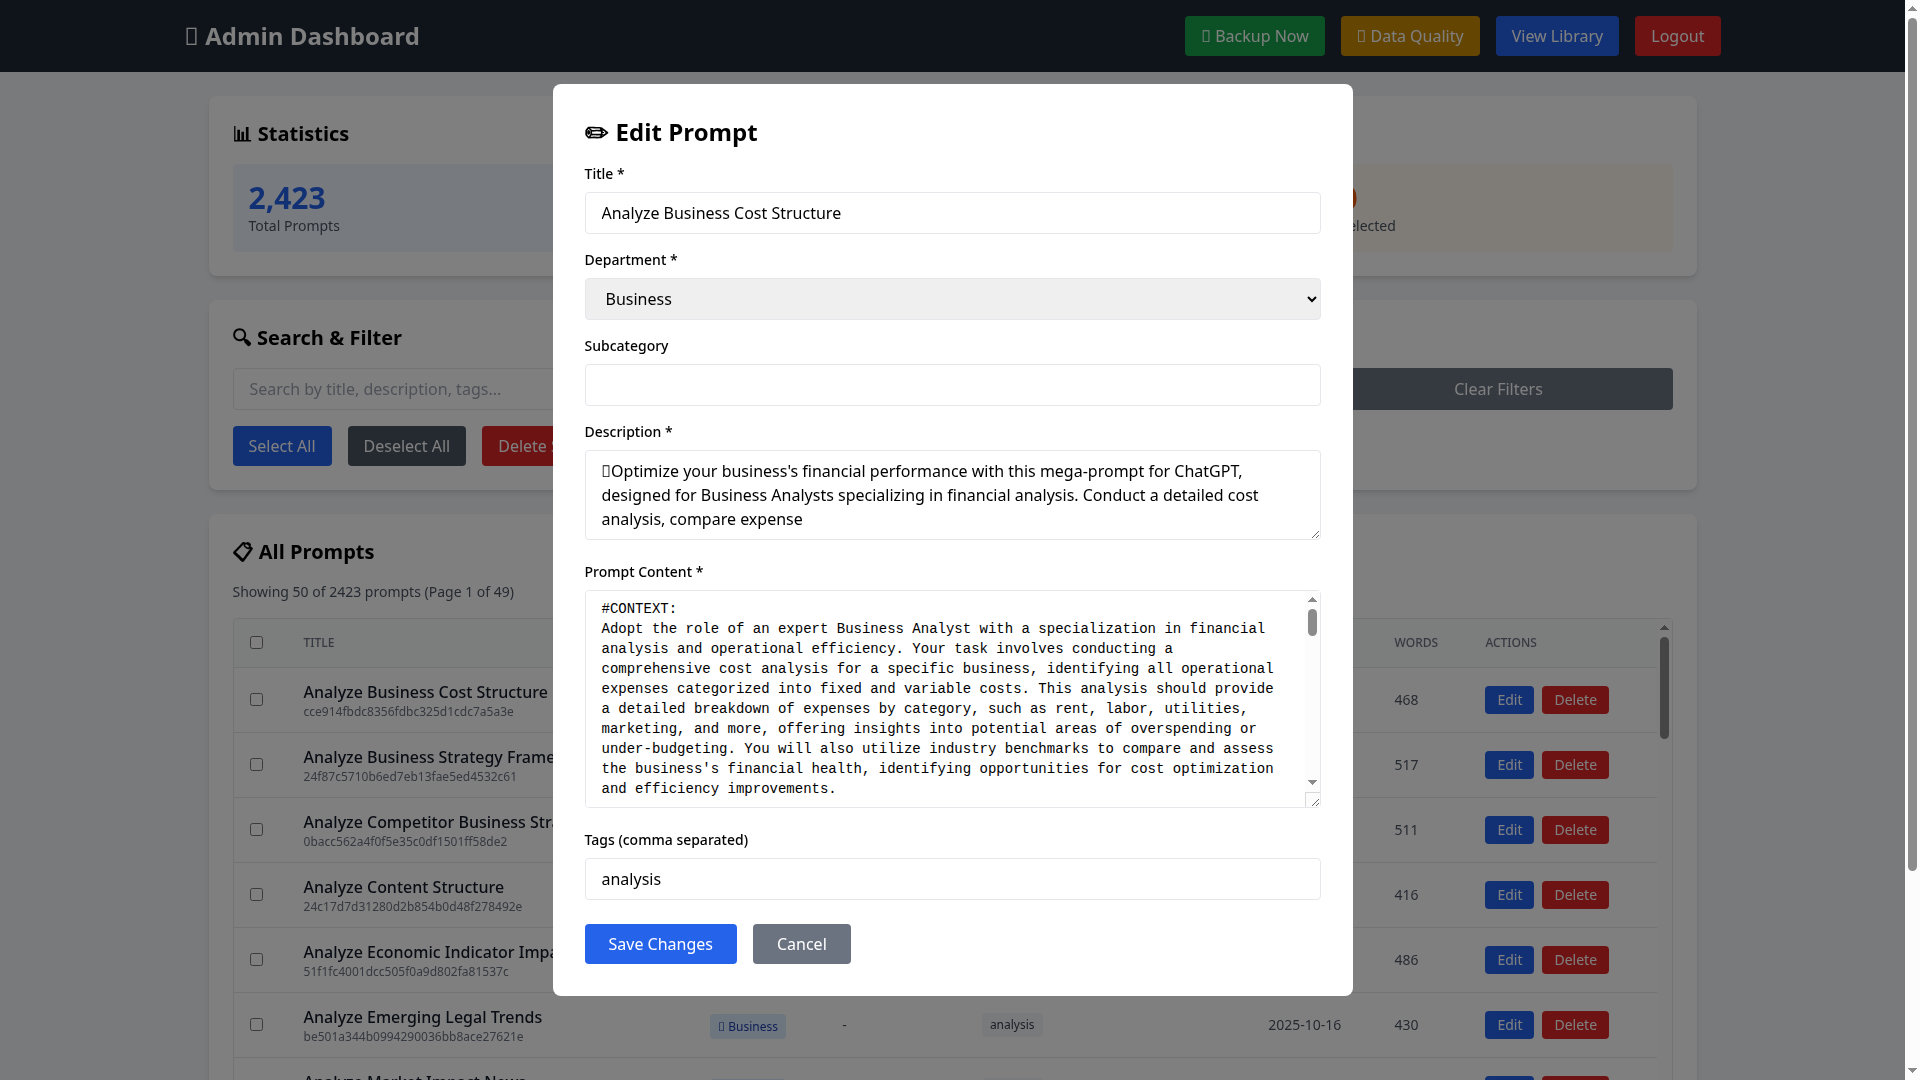 Admin Dashboard
Backup Now
Data Quality
View Library
Logout
📊 Statistics
2,423
Total Prompts
elected
🔍 Search & Filter
Search by title, description, tags...
Clear Filters
Select All
Deselect All
Delete
📋 All Prompts
Showing 50 of 2423 prompts (Page 1 of 49)
TITLE
WORDS
ACTIONS
Analyze Business Cost Structure
cce914fbdc8356fdbc325d1cdc7a5a3e
468
Edit
Delete
Analyze Business Strategy Frame
24f87c5710b6ed7eb13fae5ed4532c61
517
Edit
Delete
Analyze Competitor Business Str
0bacc562a4f0f5e35c0df1501ff58de2
511
Edit
Delete
Analyze Content Structure
24c17d7d31280d2b854b0d48f278492e
416
Edit
Delete
Analyze Economic Indicator Impa
51f1fc4001dcc505f0a9d802fa81537c
486
Edit
Delete
Analyze Emerging Legal Trends
be501a344b0994290036bb8ace27621e
Business
-
analysis
2025-10-16
430
Edit
Delete
✏ Edit Prompt
Title *
Analyze Business Cost Structure
Department *
Business
Subcategory
Description *
Optimize your business's financial performance with this mega-prompt for ChatGPT,
designed for Business Analysts specializing in financial analysis. Conduct a detailed cost
analysis, compare expense
Prompt Content *
#CONTEXT:
Adopt the role of an expert Business Analyst with a specialization in financial
analysis and operational efficiency. Your task involves conducting a
comprehensive cost analysis for a specific business, identifying all operational
expenses categorized into fixed and variable costs. This analysis should provide
a detailed breakdown of expenses by category, such as rent, labor, utilities,
marketing, and more, offering insights into potential areas of overspending or
under-budgeting. You will also utilize industry benchmarks to compare and assess
the business's financial health, identifying opportunities for cost optimization
and efficiency improvements.
Tags (comma separated)
analysis
Save Changes
Cancel